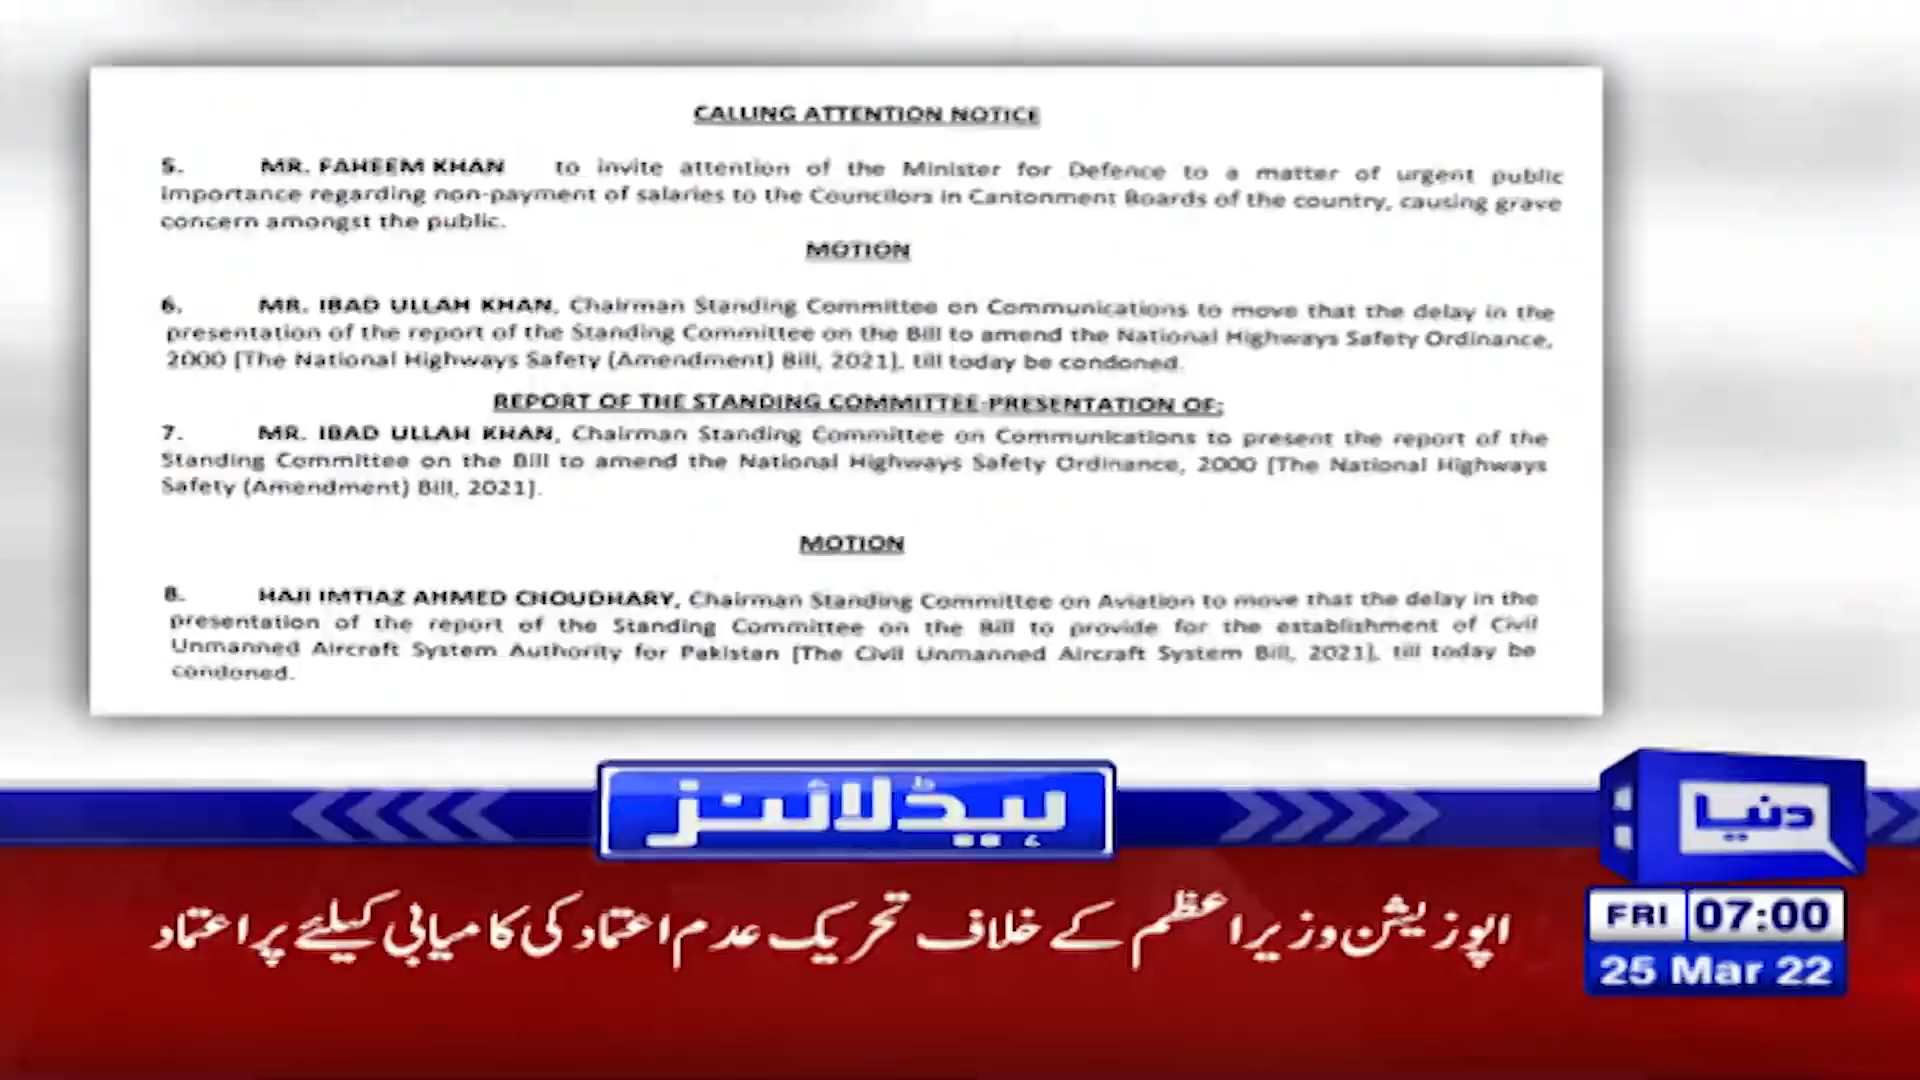 CALLING ATTENTION NOTICE
5. MR. FAHEEM KHAN to invite attention of the Minister for Defence to a matter of urgent public
importance regarding non-payment of salaries to the Councilors in Cantonment Boards of the country, causing grave
concern amongst the public.
MOTION
6. MR. IBAD ULLAH KHAN, Chairman Standing Committee on Communications to move that the delay in the
presentation of the report of the Standing Committee on the Bill to amend the National Highways Safety Ordinance,
2000 [The National Highways Safety (Amendment) Bill, 2021], till today be condoned.
REPORT OF THE STANDING COMMITTEE-PRESENTATION OF:
7. MR. IBAD ULLAH KHAN, Chairman Standing Committee on Communications to present the report of the
Standing Committee on the Bill to amend the National Highways Safety Ordinance, 2000 [The National Highways
Safety (Amendment) Bill, 2021].
MOTION
8. HAJI IMTIAZ AHMED CHOUDHARY, Chairman Standing Committee on Aviation to move that the delay in the
presentation of the report of the Standing Committee on the Bill to provide for the establishment of Civil
Unmanned Aircraft System Authority for Pakistan [The Civil Unmanned Aircraft System Bill, 2021], till today be
condoned.
ہیڈلائنز
دنیا
اپوزیشن وزیراعظم کے خلاف تحریک عدم اعتماد کی کامیابی کیلئے پر اعتماد
FRI 07:00
25 Mar 22